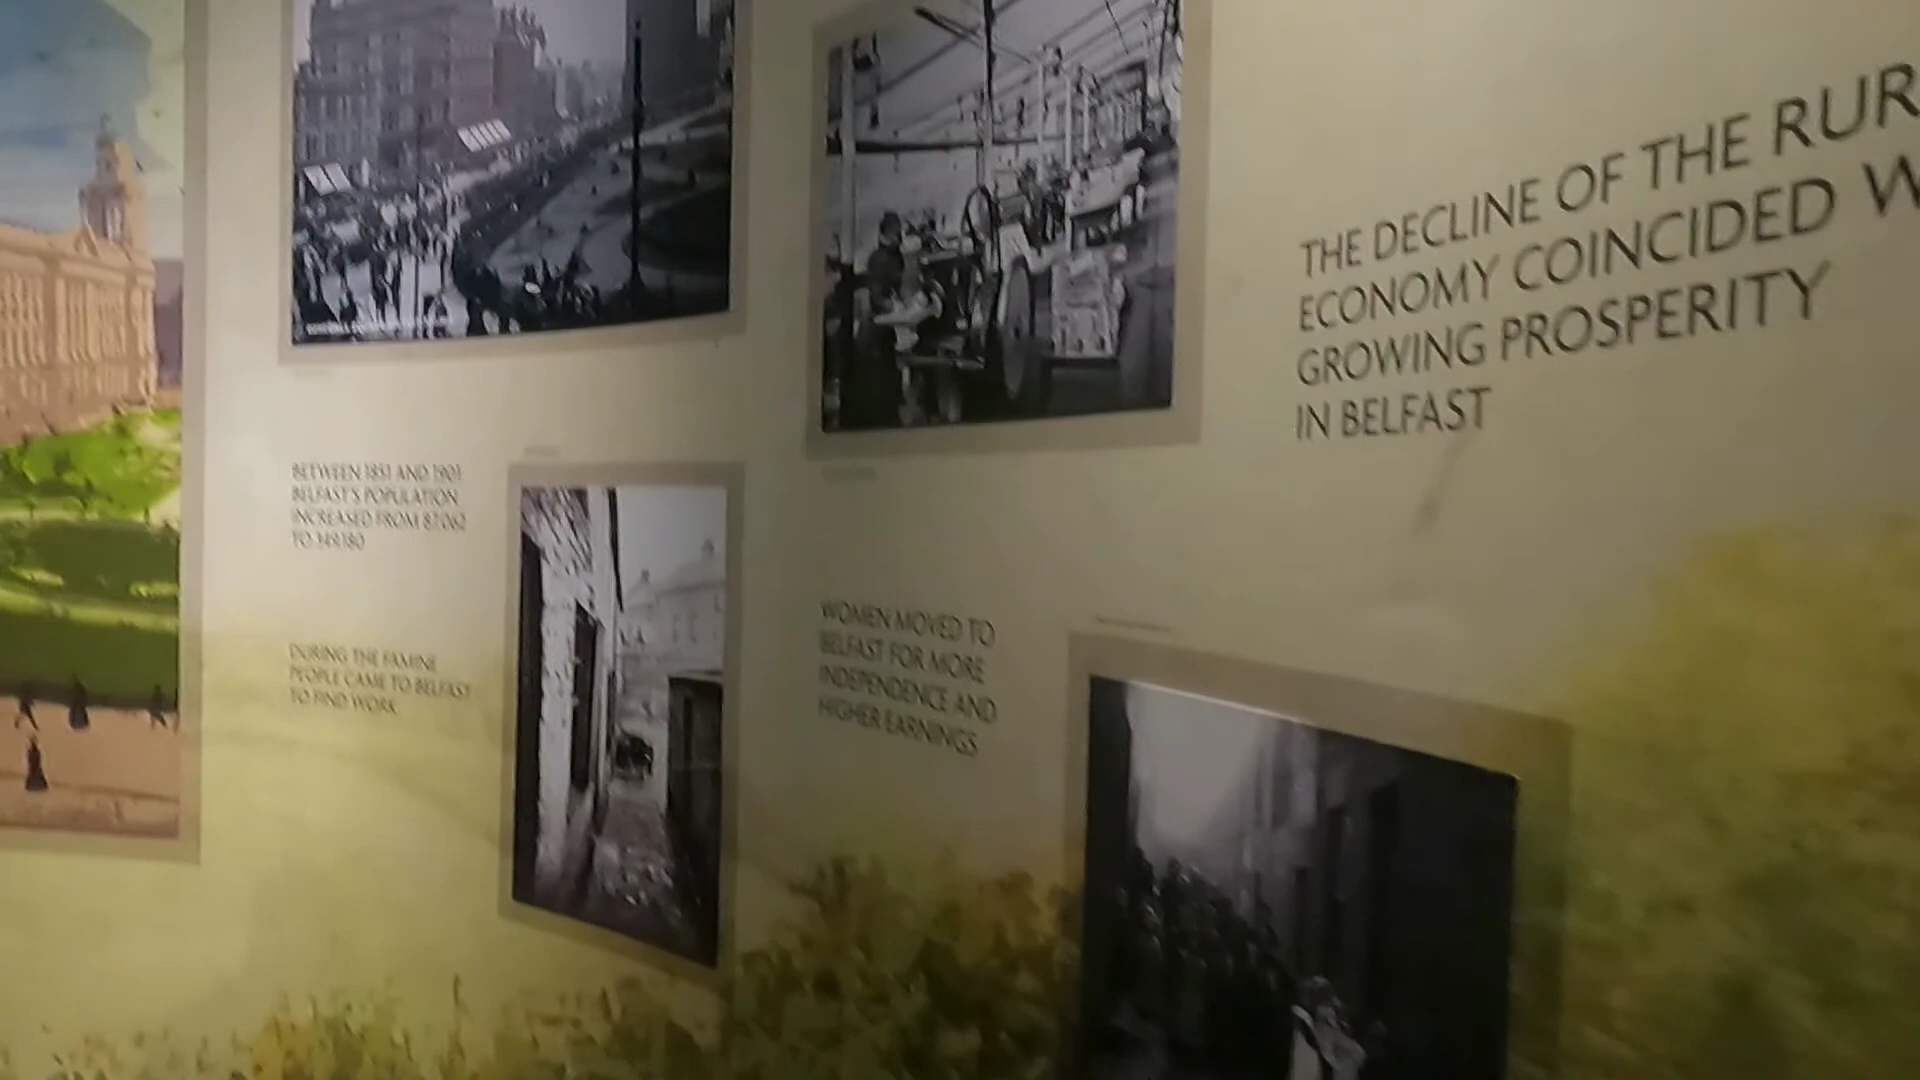 THE DECLINE OF THE RUR
ECONOMY COINCIDED W
GROWING PROSPERITY
IN BELFAST
BETWEEN 1851 AND 1901
BELFAST'S POPULATION
INCREASED FROM 87,062
TO 349,180
DURING THE FAMINE
PEOPLE CAME TO BELFAST
TO FIND WORK
WOMEN MOVED TO
BELFAST FOR MORE
INDEPENDENCE AND
HIGHER EARNINGS